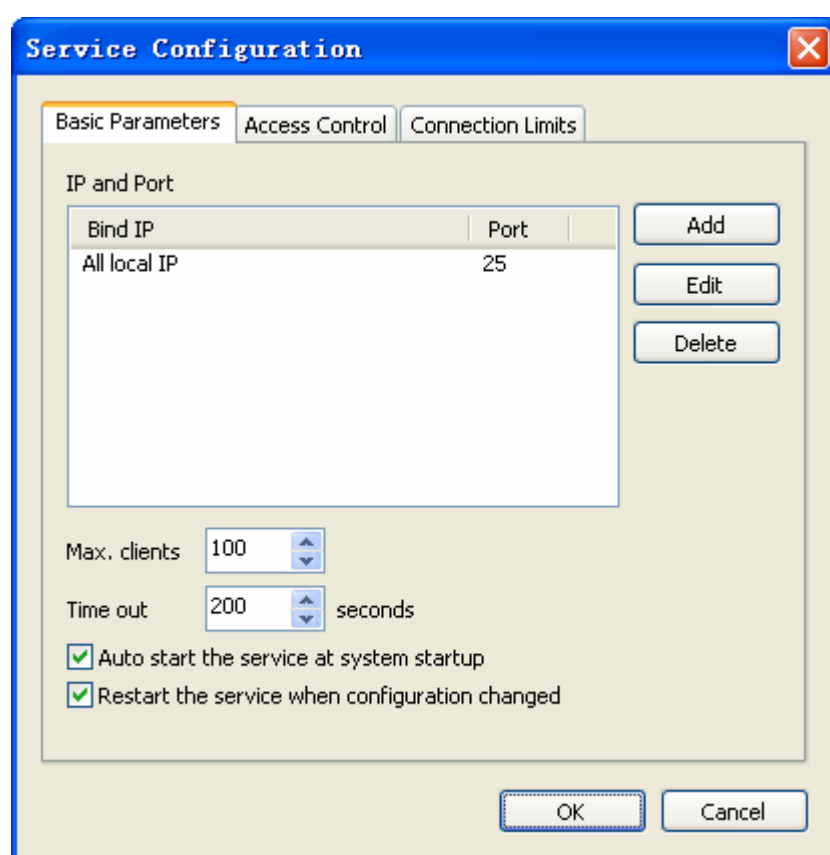 Service Configuration
Basic Parameters Access Control Connection Limits
IP and Port
Bind IP Port
Add
All local IP 25
Edit
Delete
Max. clients 100
Time out 200 seconds
Auto start the service at system startup
Restart the service when configuration changed
OK Cancel